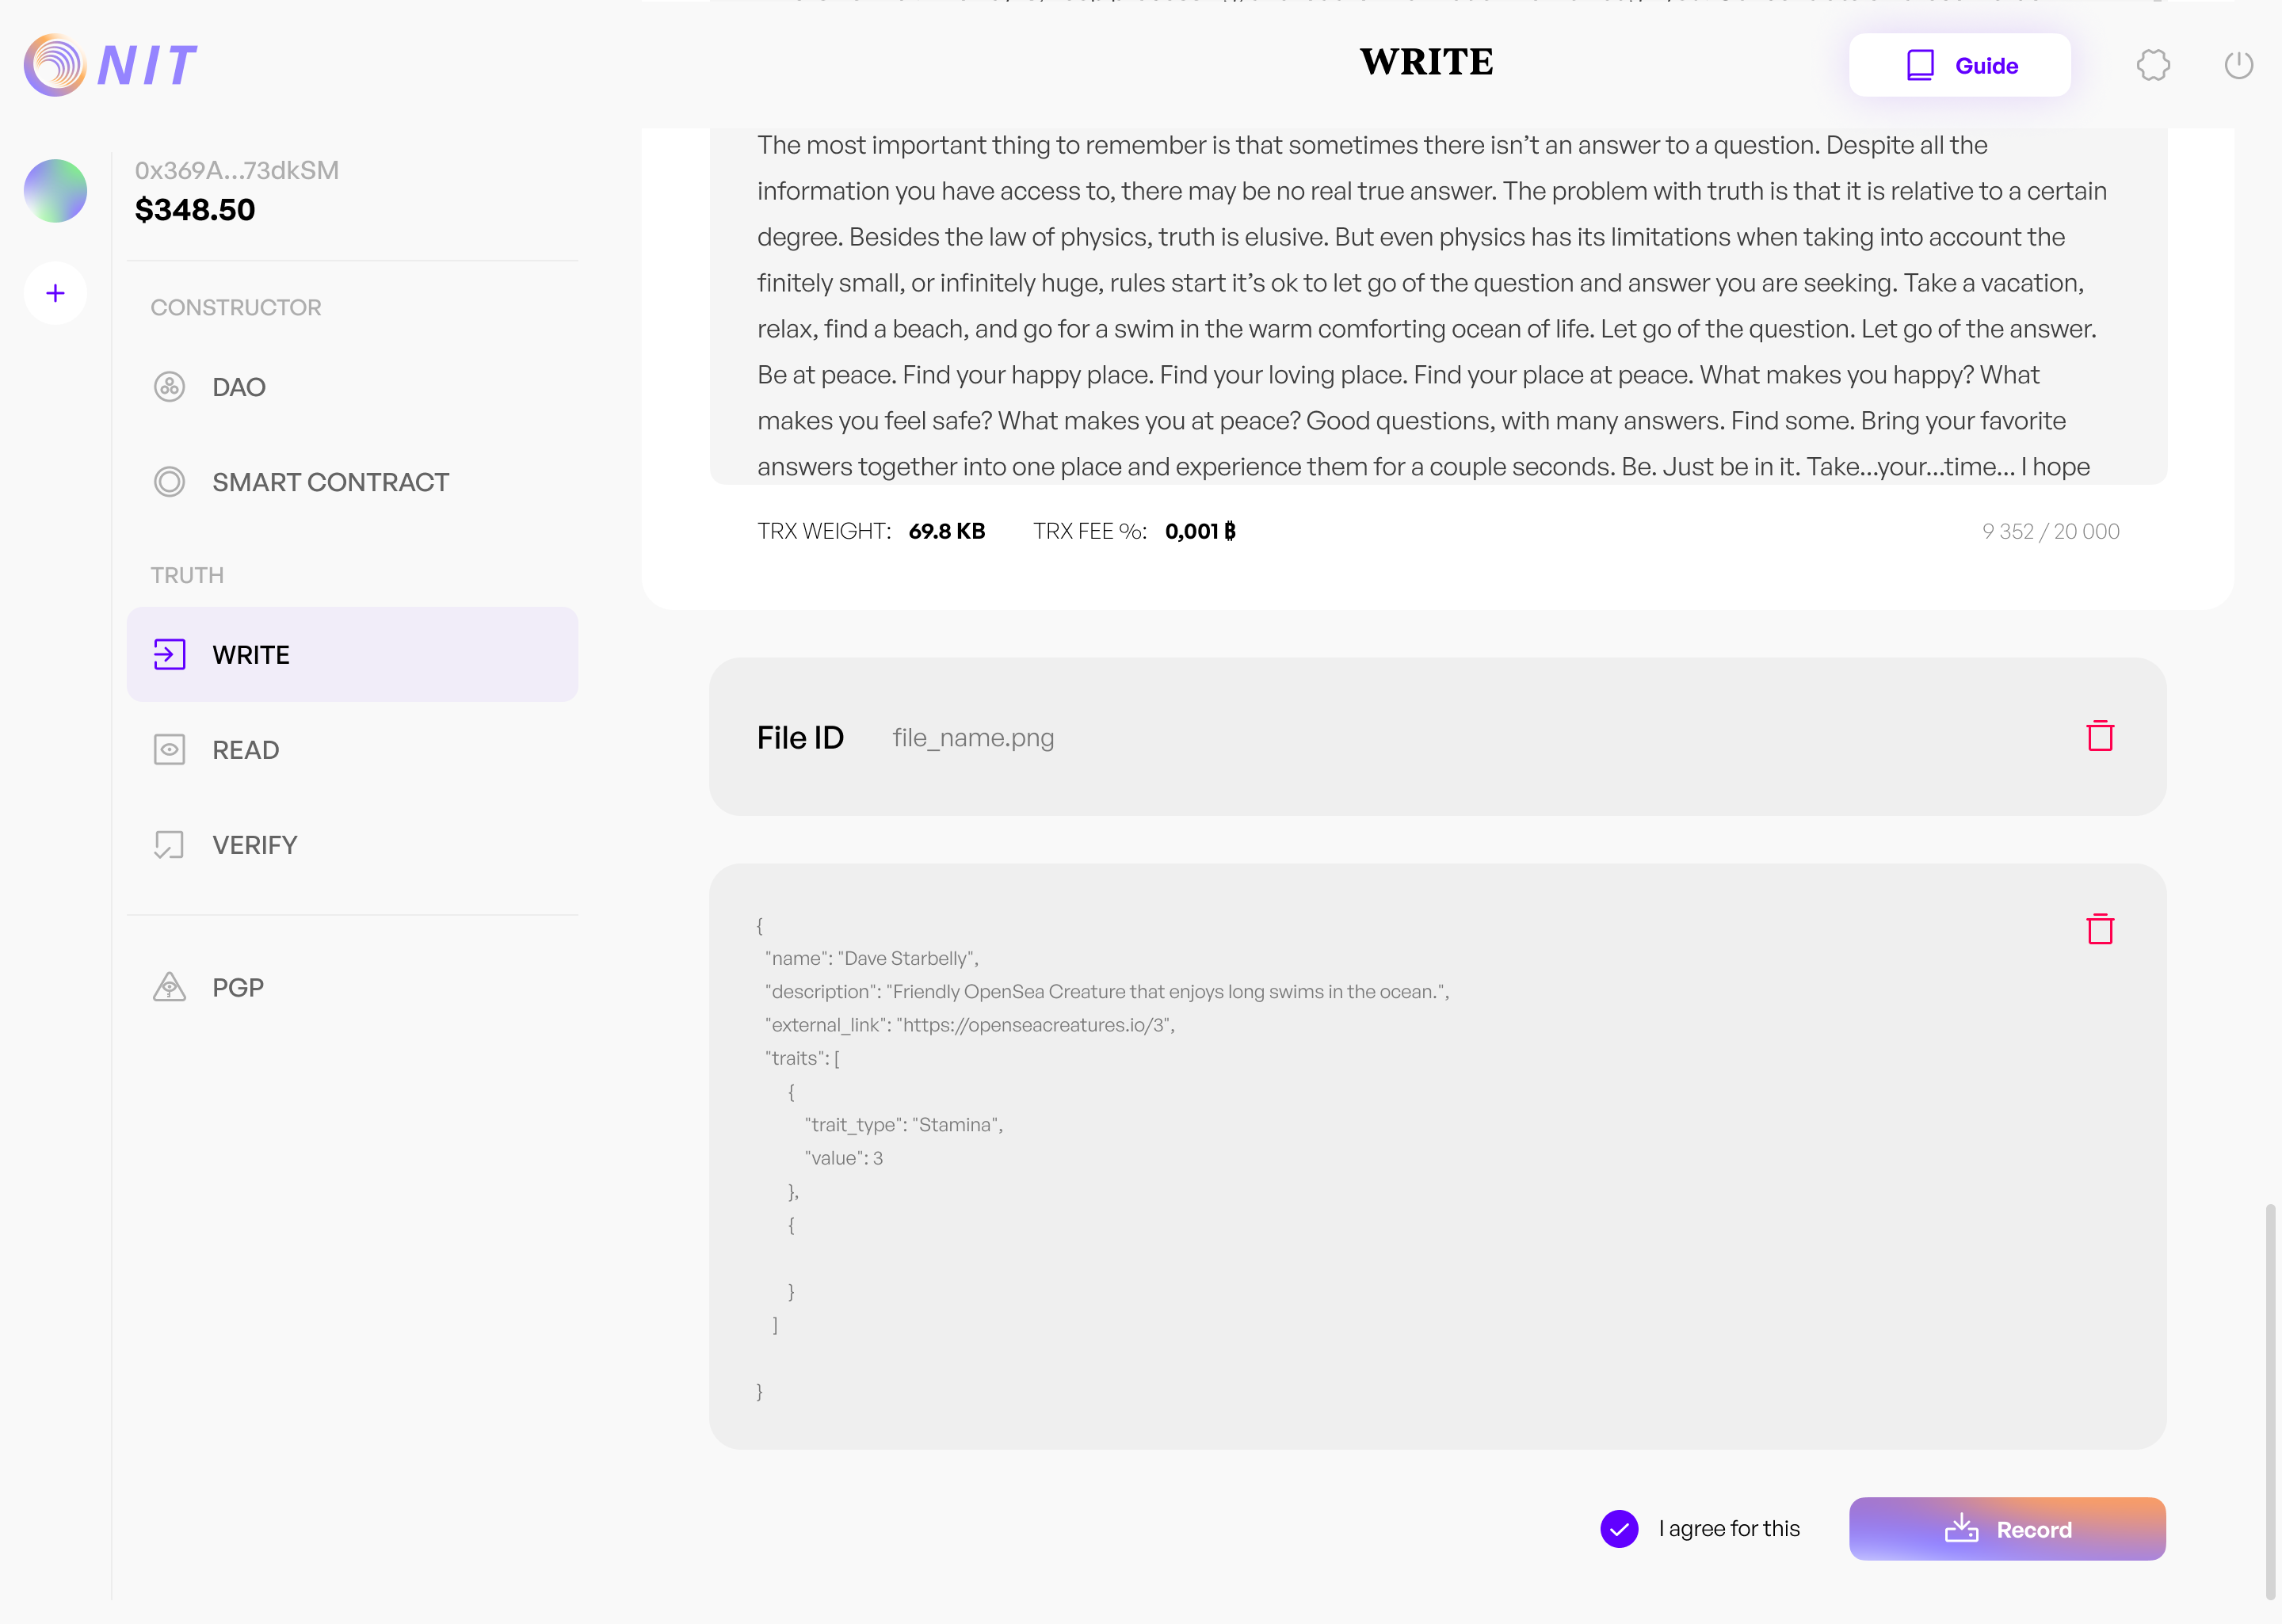 NIT
WRITE
Guide
0x369A...73dkSM
$348.50
CONSTRUCTOR
DAO
SMART CONTRACT
TRUTH
WRITE
READ
VERIFY
PGP
The most important thing to remember is that sometimes there isn’t an answer to a question. Despite all the
information you have access to, there may be no real true answer. The problem with truth is that it is relative to a certain
degree. Besides the law of physics, truth is elusive. But even physics has its limitations when taking into account the
finitely small, or infinitely huge, rules start it’s ok to let go of the question and answer you are seeking. Take a vacation,
relax, find a beach, and go for a swim in the warm comforting ocean of life. Let go of the question. Let go of the answer.
Be at peace. Find your happy place. Find your loving place. Find your place at peace. What makes you happy? What
makes you feel safe? What makes you at peace? Good questions, with many answers. Find some. Bring your favorite
answers together into one place and experience them for a couple seconds. Be. Just be in it. Take...your...time... I hope
TRX WEIGHT: 69.8 KB TRX FEE %: 0,001 ฿ 9 352 / 20 000
File ID file_name.png
{
"name": "Dave Starbelly",
"description": "Friendly OpenSea Creature that enjoys long swims in the ocean.",
"external_link": "https://openseacreatures.io/3",
"traits": [
{
"trait_type": "Stamina",
"value": 3
},
{
}
]
}
I agree for this
Record